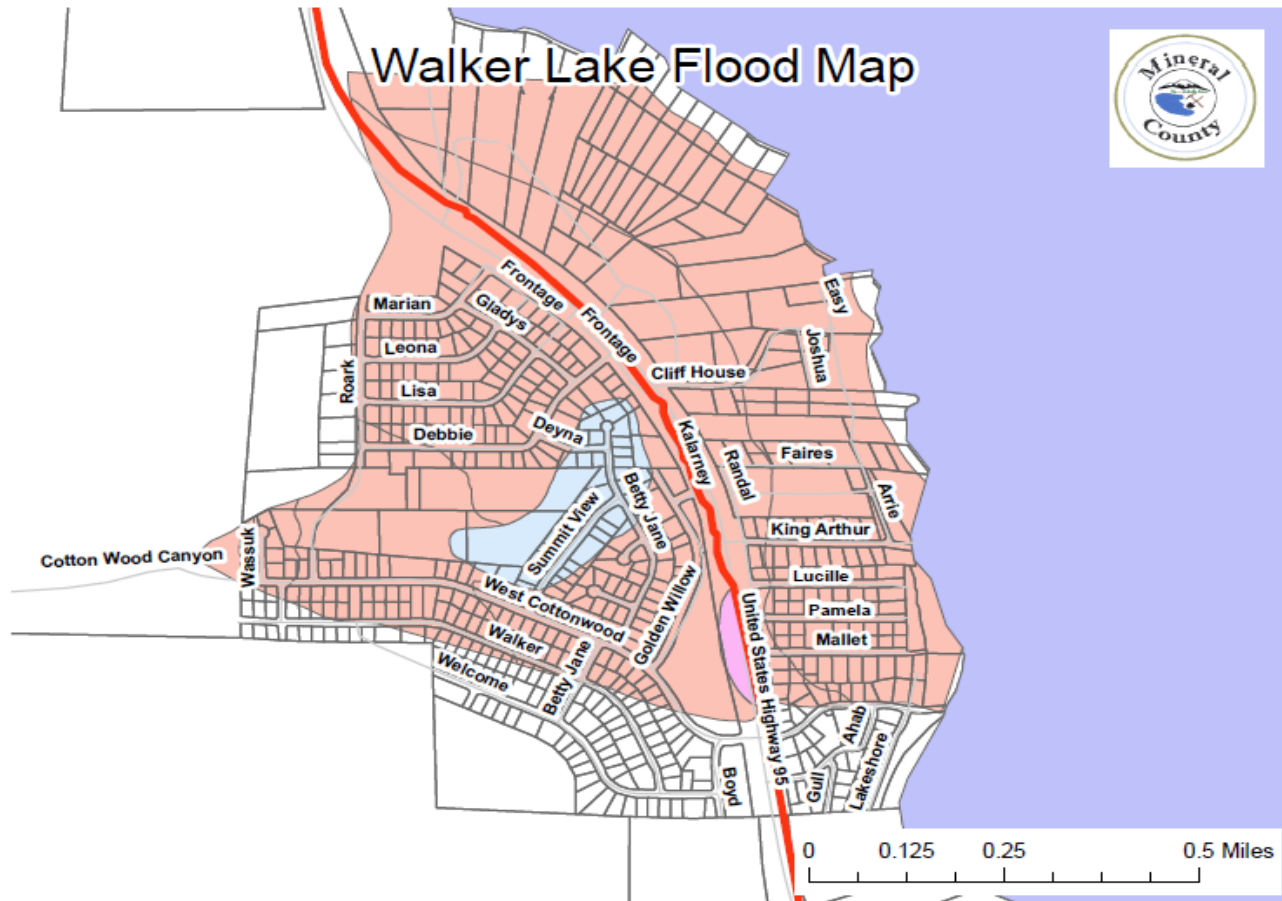 Walker Lake Flood Map
Mineral
County
Frontage
Frontage
Marian
Gladys
Easy
Leona
Joshua
Roark
Lisa
Cliff House
Debbie
Deyna
Kalarney
Randal
Faires
Betty Jane
Arrie
Summit View
King Arthur
Cotton Wood Canyon
Wassuk
Lucille
West Cottonwood
Golden Willow
Pamela
United States Highway 95
Mallet
Walker
Welcome
Betty Jane
Ahab
Boyd
Gull
Lakeshore
0 0.125 0.25 0.5 Miles